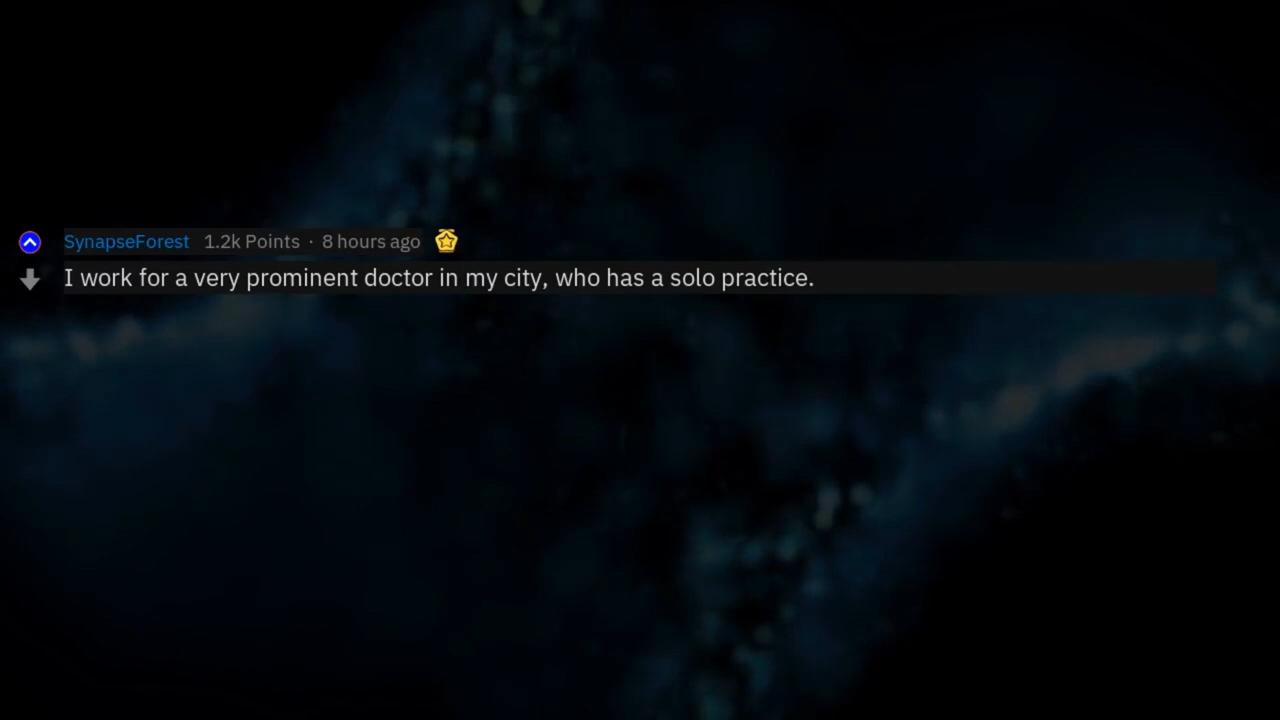 SynapseForest 1.2k Points · 8 hours ago
I work for a very prominent doctor in my city, who has a solo practice.